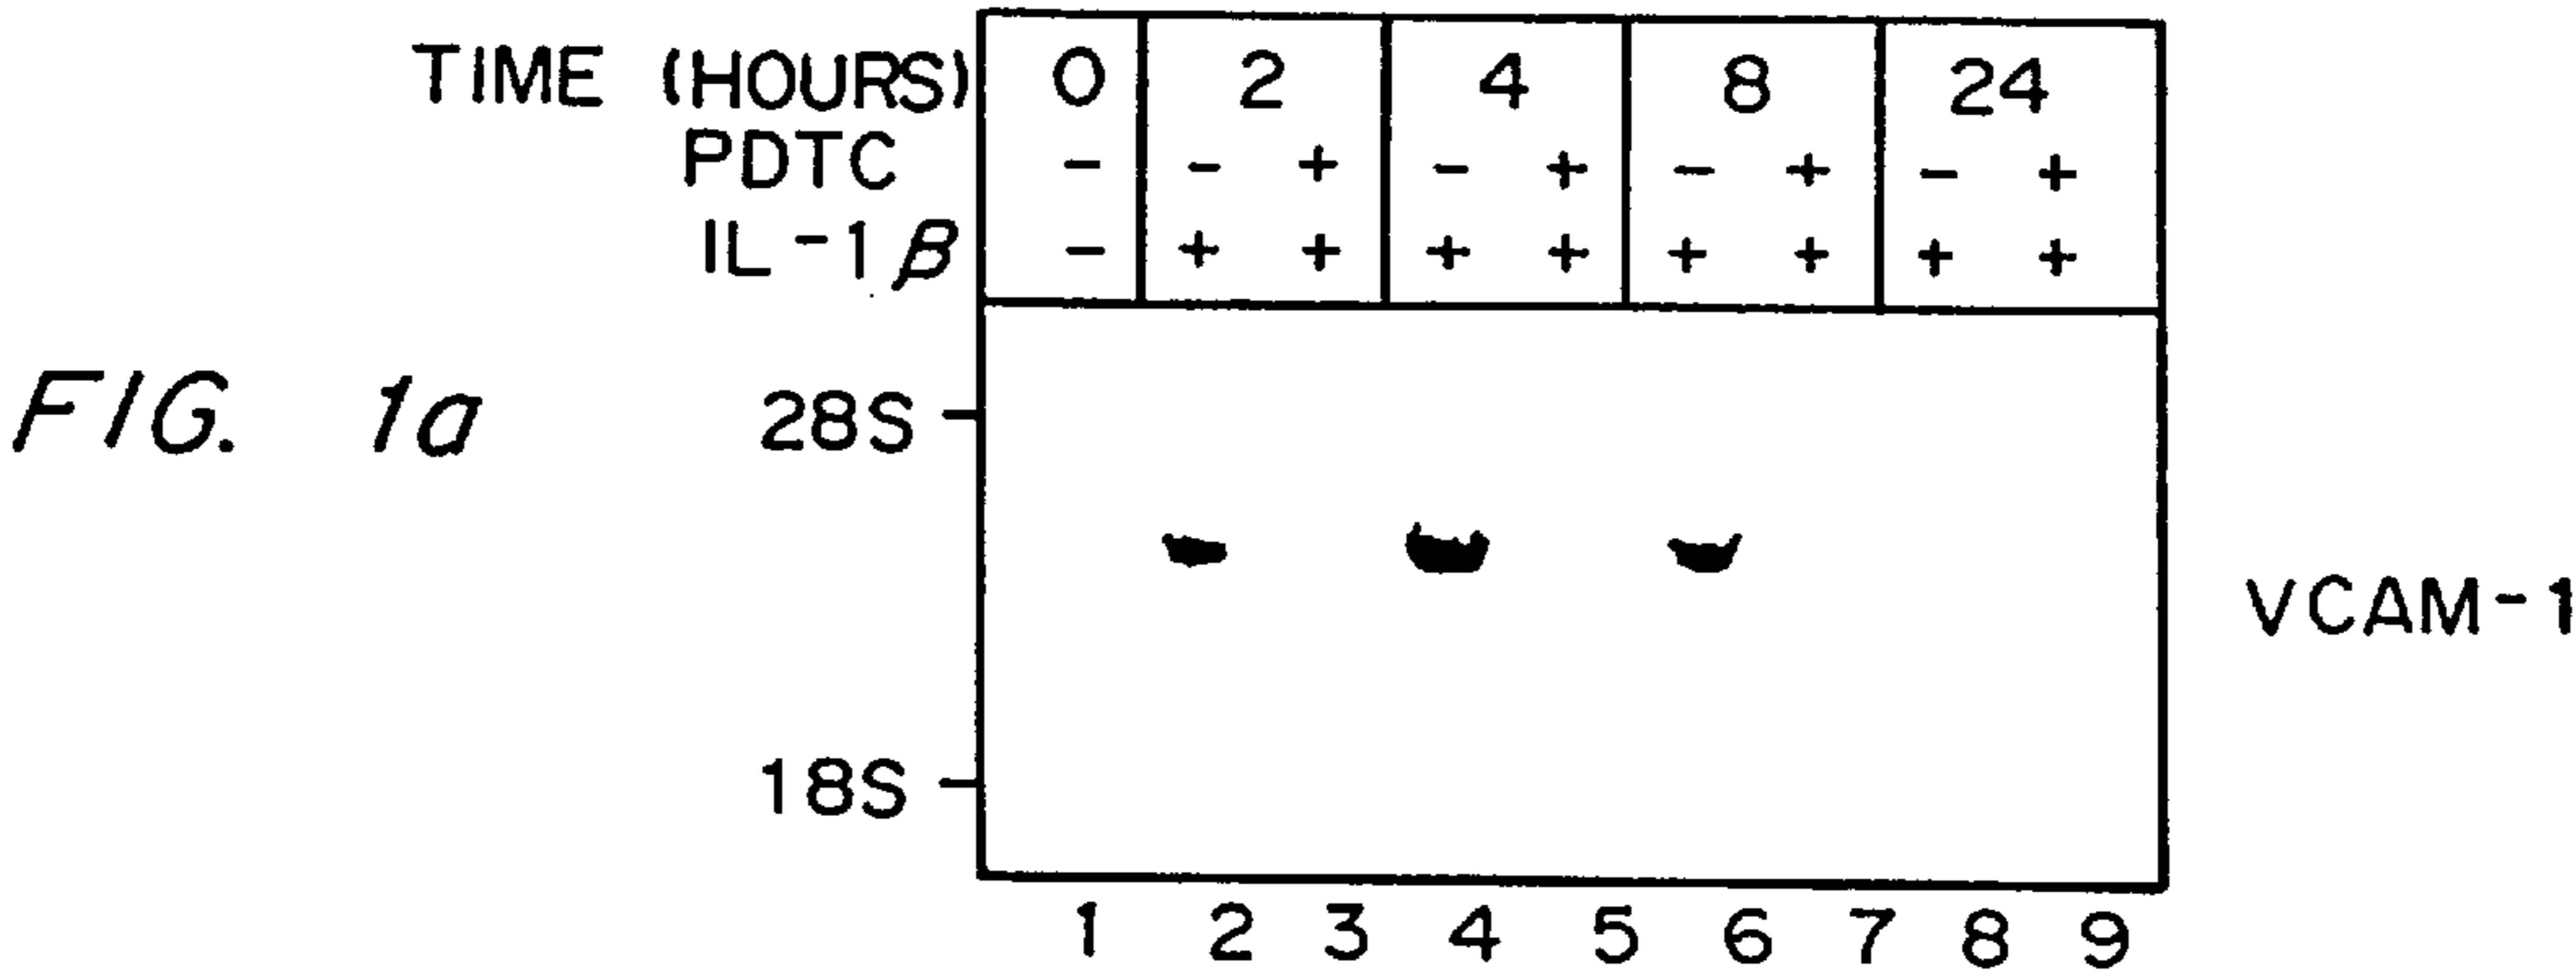 TIME (HOURS) 0 2 4 8 24
PDTC - - + - + - + - +
IL-1β - + + + + + + + +
FIG. 1a
28S
VCAM-1
18S
1 2 3 4 5 6 7 8 9